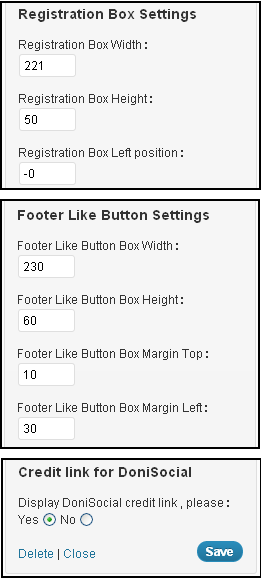 Registration Box Settings
Registration Box Width :
221
Registration Box Height :
50
Registration Box Left position :
-0
Footer Like Button Settings
Footer Like Button Box Width :
230
Footer Like Button Box Height :
60
Footer Like Button Box Margin Top :
10
Footer Like Button Box Margin Left :
30
Credit link for DoniSocial
Display DoniSocial credit link , please :
Yes No
Delete | Close Save